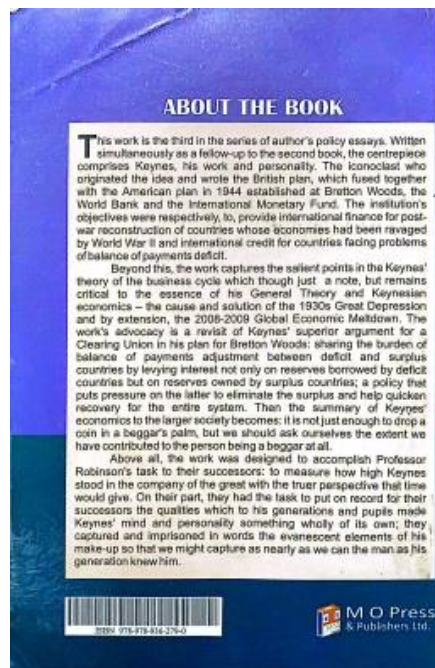 ABOUT THE BOOK
This work is the third in the series of author's policy essays. Written
simultaneously as a fellow-up to the second book, the centrepiece
comprises Keynes, his work and personality. The iconoclast who
originated the idea and wrote the British plan, which fused together
with the American plan in 1944 established at Bretton Woods, the
World Bank and the International Monetary Fund. The institution's
objectives were respectively, to, provide international finance for post-
war reconstruction of countries whose economies had been ravaged
by World War II and international credit for countries facing problems
of balance of payments deficit.
Beyond this, the work captures the salient points in the Keynes'
theory of the business cycle which though just a note, but remains
critical to the essence of his General Theory and Keynesian
economics – the cause and solution of the 1930s Great Depression
and by extension, the 2008-2009 Global Economic Meltdown. The
work's advocacy is a revisit of Keynes' superior argument for a
Clearing Union in his plan for Bretton Woods: sharing the burden of
balance of payments adjustment between deficit and surplus
countries by levying interest not only on reserves borrowed by deficit
countries but on reserves owned by surplus countries; a policy that
puts pressure on the latter to eliminate the surplus and help quicken
recovery for the entire system. Then the summary of Keynes'
economics to the larger society becomes: it is not just enough to drop a
coin in a beggar's palm, but we should ask ourselves the extent we
have contributed to the person being a beggar at all.
Above all, the work was designed to accomplish Professor
Robinson's task to their successors: to measure how high Keynes
stood in the company of the great with the truer perspective that time
would give. On their part, they had the task to put on record for their
successors the qualities which to his generations and pupils made
Keynes' mind and personality something wholly of its own; they
captured and imprisoned in words the evanescent elements of his
make-up so that we might capture as nearly as we can the man as his
generation knew him.
ISBN 978-978-936-279-0
M O Press
& Publishers Ltd.